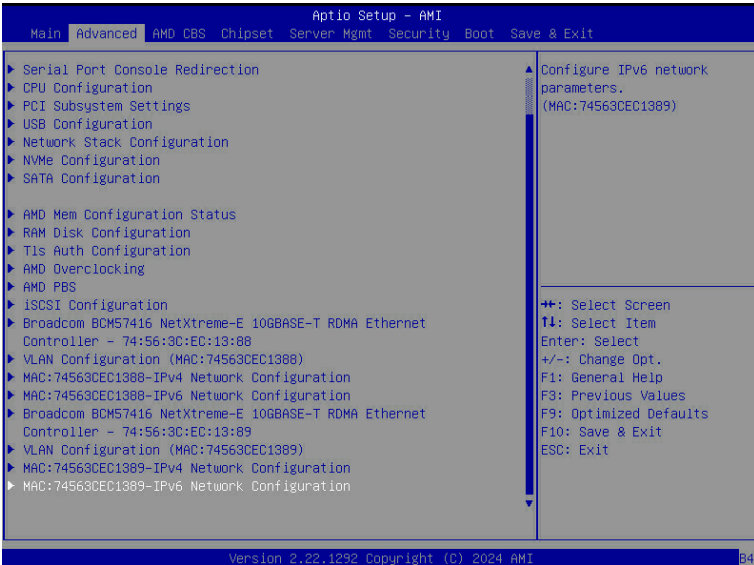 Aptio Setup - AMI
Main Advanced AMD CBS Chipset Server Mgmt Security Boot Save & Exit
Serial Port Console Redirection
CPU Configuration
PCI Subsystem Settings
USB Configuration
Network Stack Configuration
NVMe Configuration
SATA Configuration
AMD Mem Configuration Status
RAM Disk Configuration
Tls Auth Configuration
AMD Overclocking
AMD PBS
iSCSI Configuration
Broadcom BCM57416 NetXtreme-E 10GBASE-T RDMA Ethernet
Controller - 74:56:3C:EC:13:88
VLAN Configuration (MAC:74563CEC1388)
MAC:74563CEC1388-IPv4 Network Configuration
MAC:74563CEC1388-IPv6 Network Configuration
Broadcom BCM57416 NetXtreme-E 10GBASE-T RDMA Ethernet
Controller - 74:56:3C:EC:13:89
VLAN Configuration (MAC:74563CEC1389)
MAC:74563CEC1389-IPv4 Network Configuration
MAC:74563CEC1389-IPv6 Network Configuration
Configure IPv6 network
parameters.
(MAC:74563CEC1389)
→←: Select Screen
↑↓: Select Item
Enter: Select
+/-: Change Opt.
F1: General Help
F3: Previous Values
F9: Optimized Defaults
F10: Save & Exit
ESC: Exit
Version 2.22.1292 Copyright (C) 2024 AMI
B4